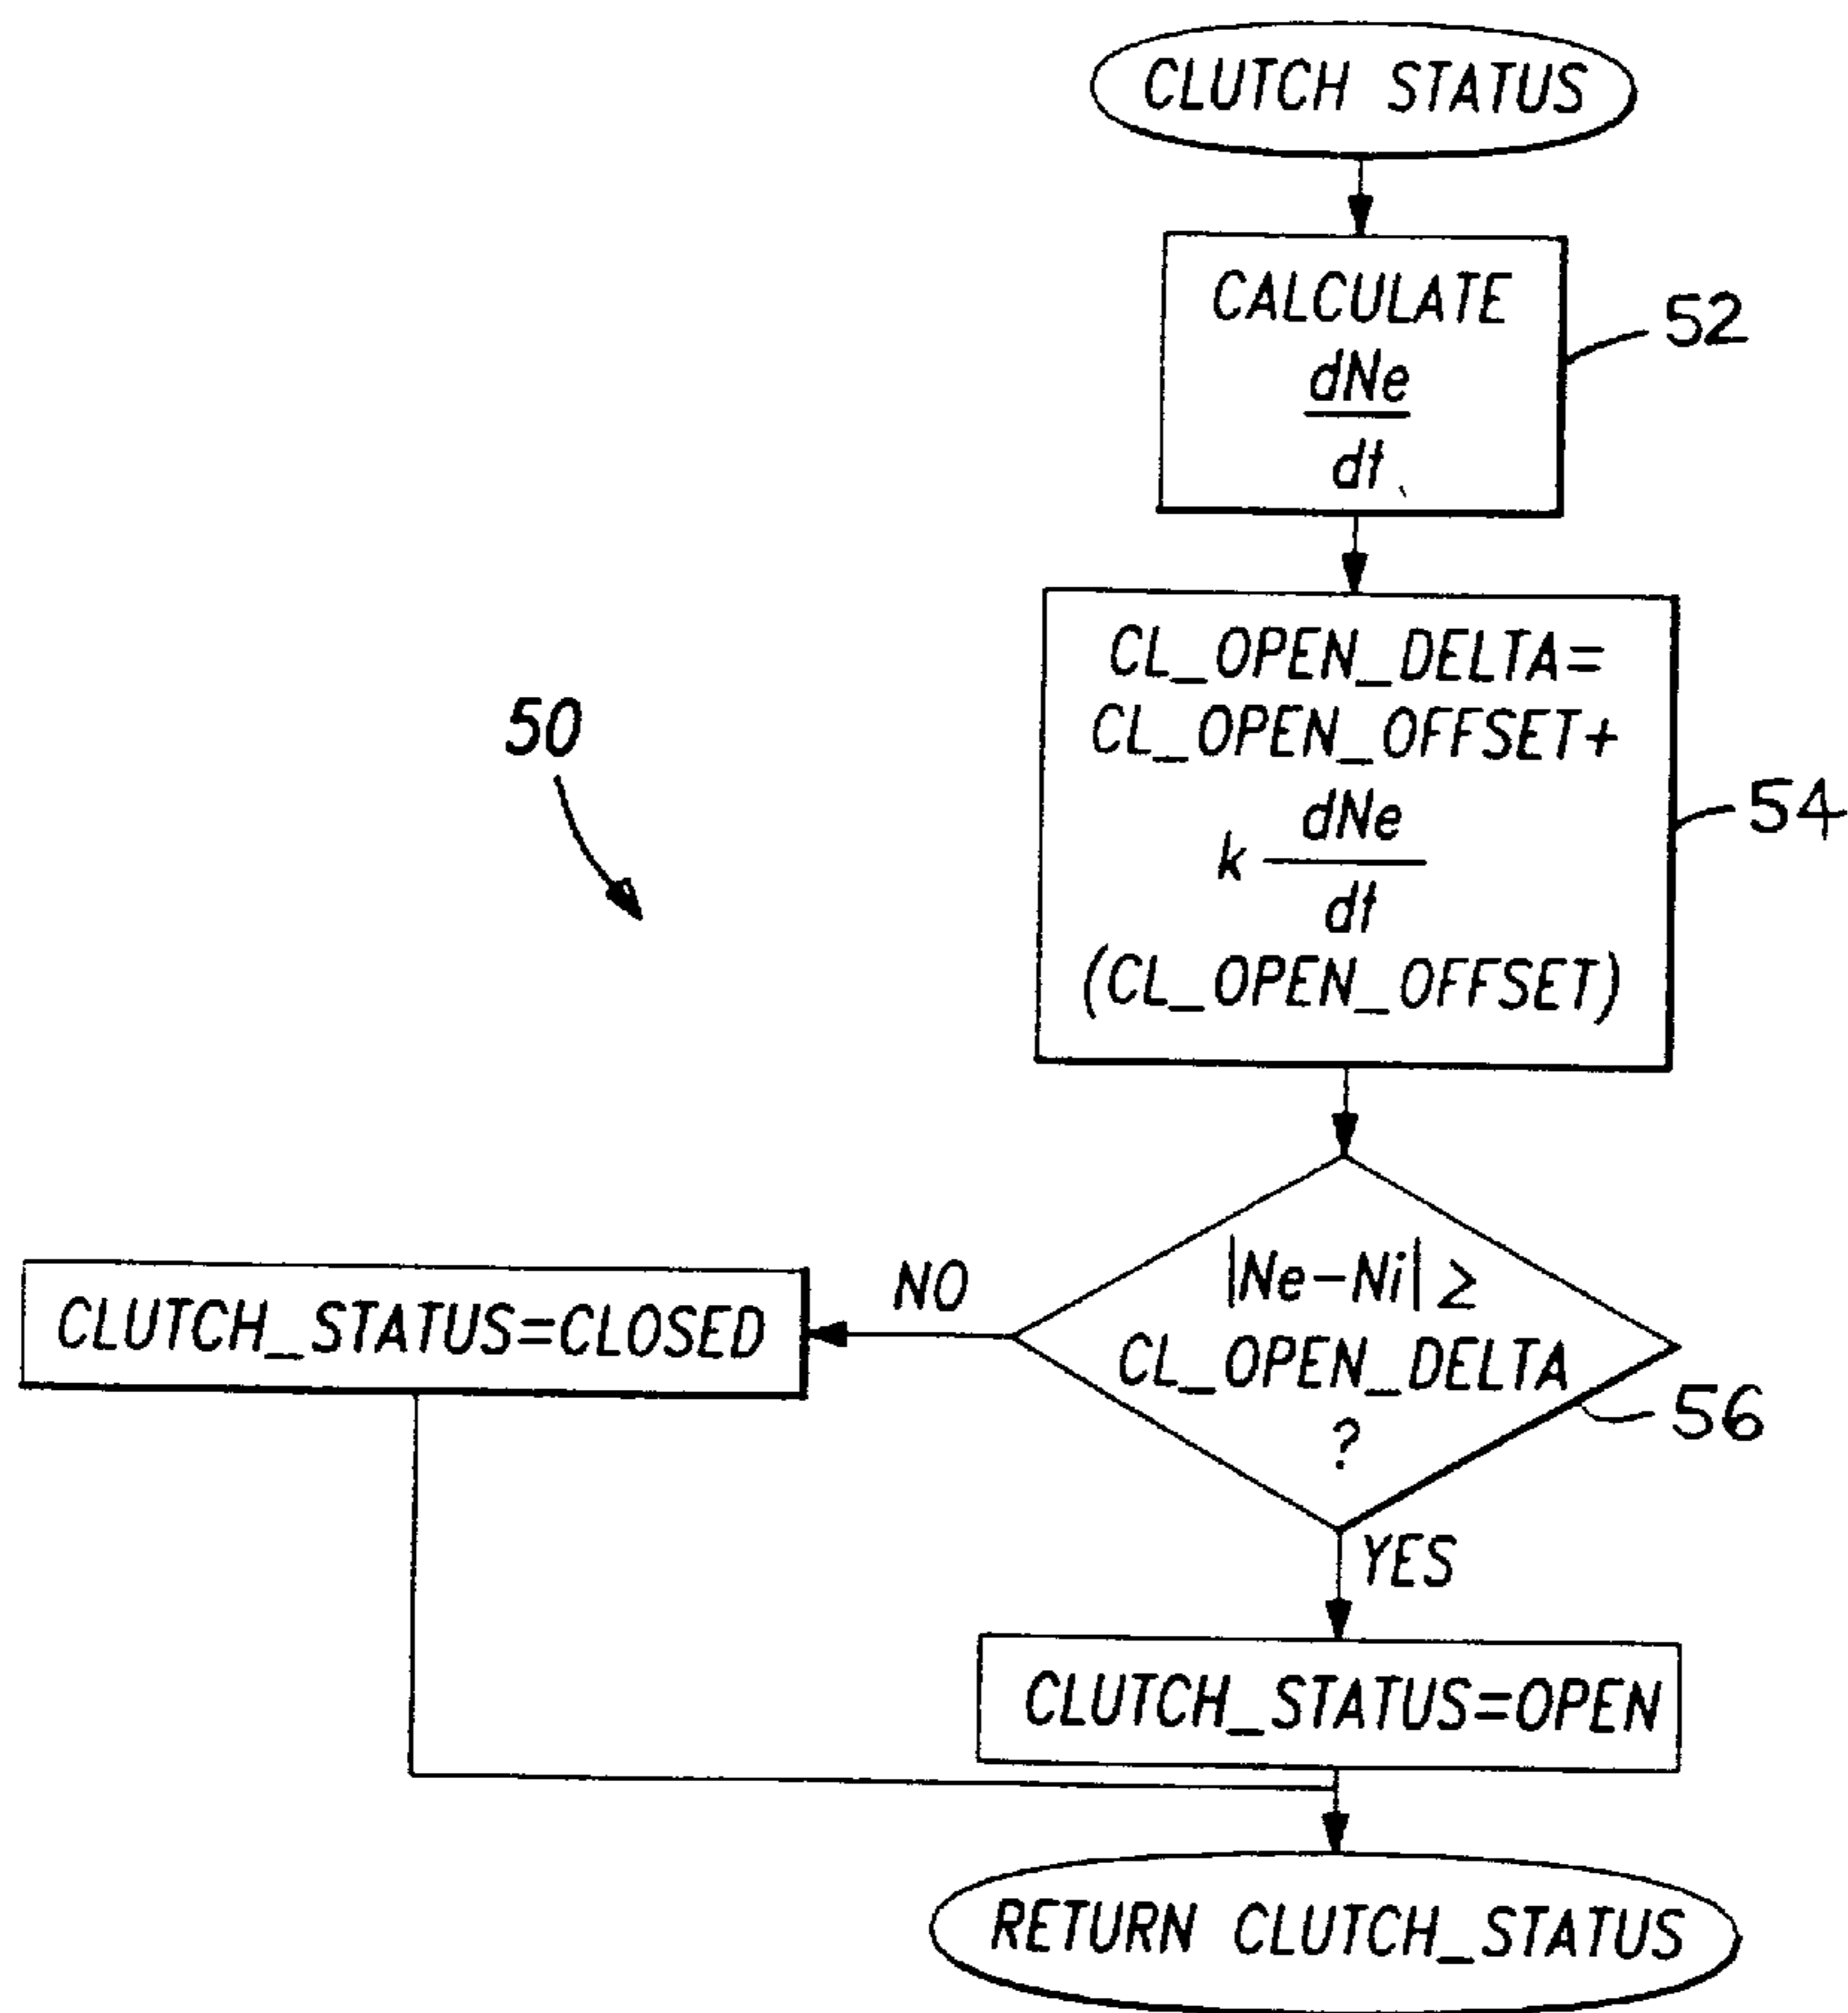 CLUTCH STATUS
CALCULATE
dNe
dt
52
CL_OPEN_DELTA=
CL_OPEN_OFFSET+
k dNe
dt
(CL_OPEN_OFFSET)
54
50
|Ne-Ni| ≥
CL_OPEN_DELTA
?
56
NO
CLUTCH_STATUS=CLOSED
YES
CLUTCH_STATUS=OPEN
RETURN CLUTCH_STATUS